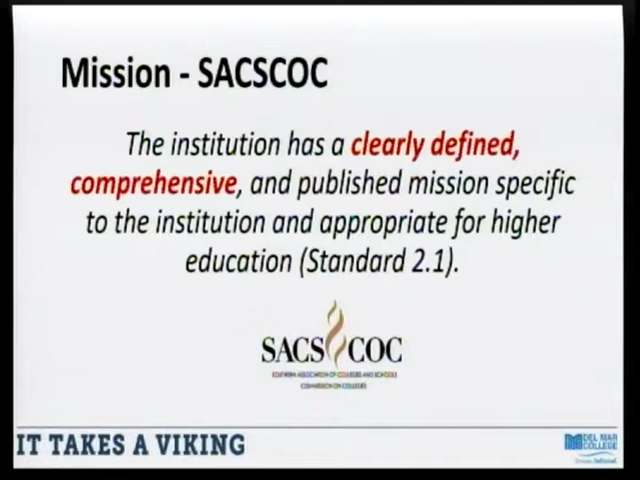 Mission - SACSCOC
The institution has a clearly defined,
comprehensive, and published mission specific
to the institution and appropriate for higher
education (Standard 2.1).
SACS COC
SOUTHERN ASSOCIATION OF COLLEGES AND SCHOOLS
COMMISSION ON COLLEGES
IT TAKES A VIKING
DEL MAR
COLLEGE